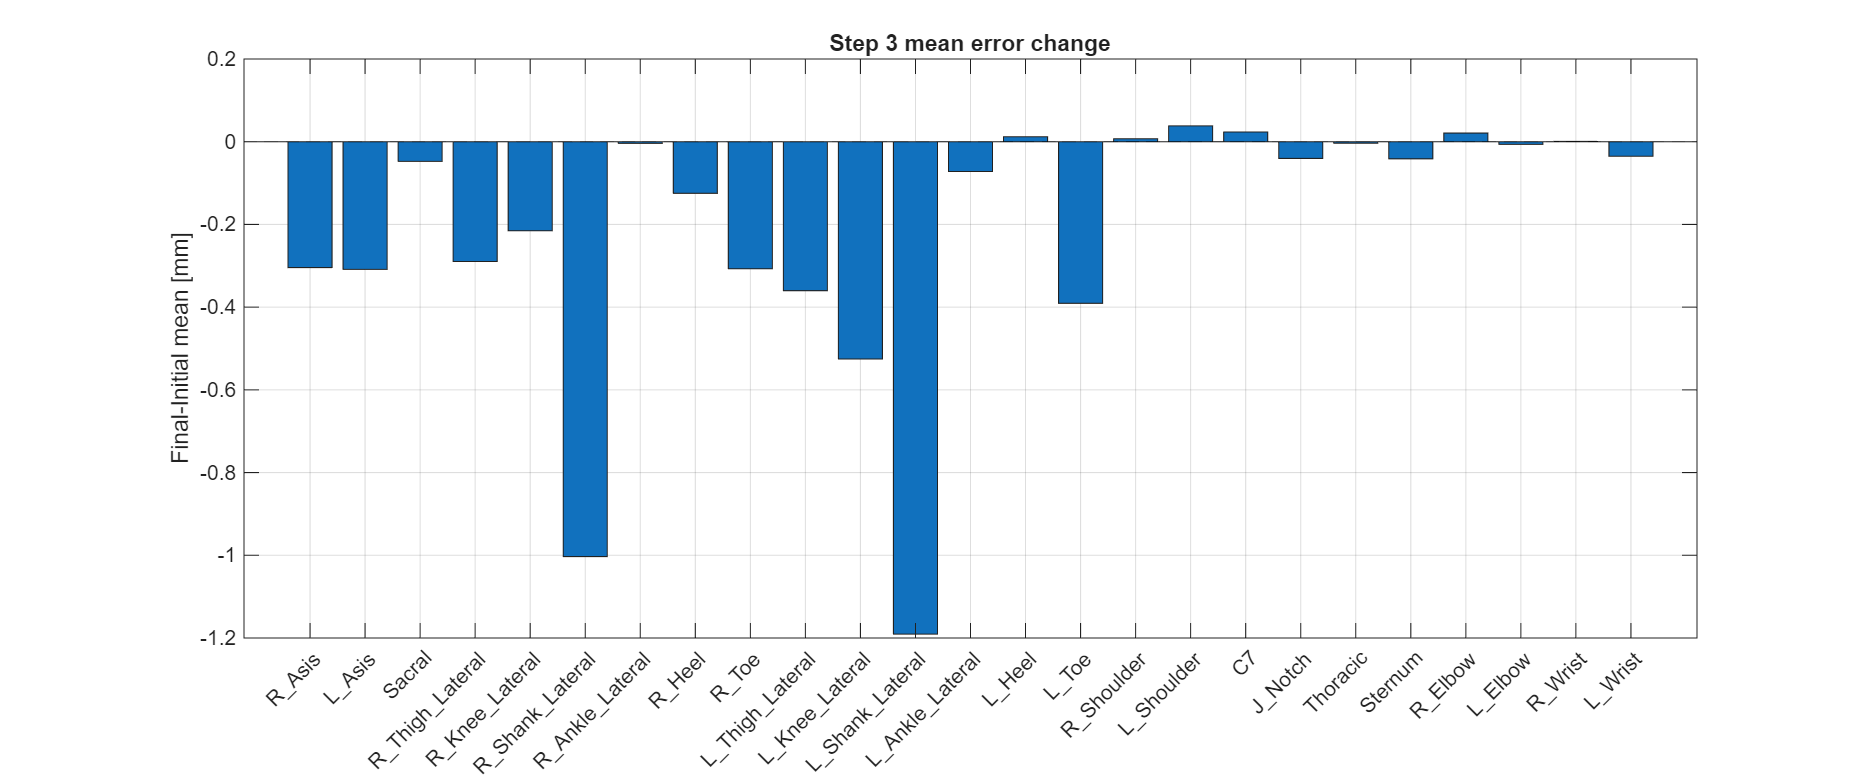 Step 3 mean error change
Final-Initial mean [mm]
0.2
0
-0.2
-0.4
-0.6
-0.8
-1
-1.2
R_Asis
L_Asis
Sacral
R_Thigh_Lateral
R_Knee_Lateral
R_Shank_Lateral
R_Ankle_Lateral
R_Heel
R_Toe
L_Thigh_Lateral
L_Knee_Lateral
L_Shank_Lateral
L_Ankle_Lateral
L_Heel
L_Toe
R_Shoulder
L_Shoulder
C7
J_Notch
Thoracic
Sternum
R_Elbow
L_Elbow
R_Wrist
L_Wrist